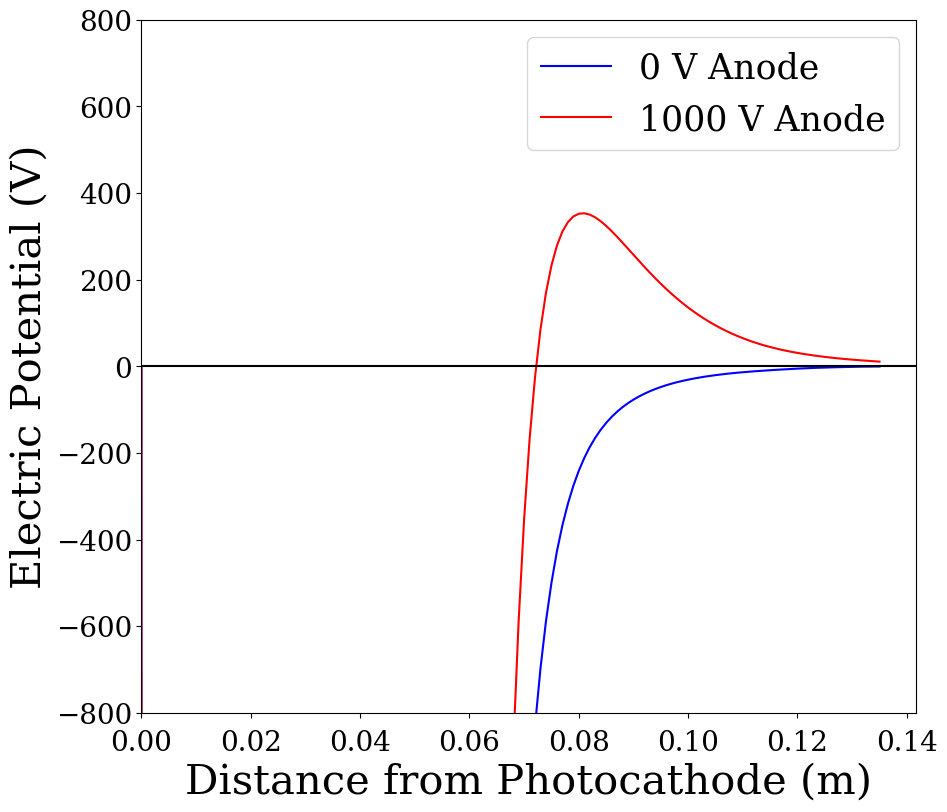 800
600
400
200
0
−200
−400
−600
−800
Electric Potential (V)
0 V Anode
1000 V Anode
0.00 0.02 0.04 0.06 0.08 0.10 0.12 0.14
Distance from Photocathode (m)